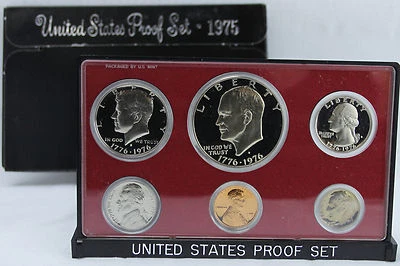 United States Proof Set · 1975
PACKAGED BY U.S. MINT
LIBERTY
IN GOD WE TRUST
1776·1976
LIBERTY
IN GOD WE
TRUST
1776·1976
LIBERTY
1776·1976
UNITED STATES PROOF SET